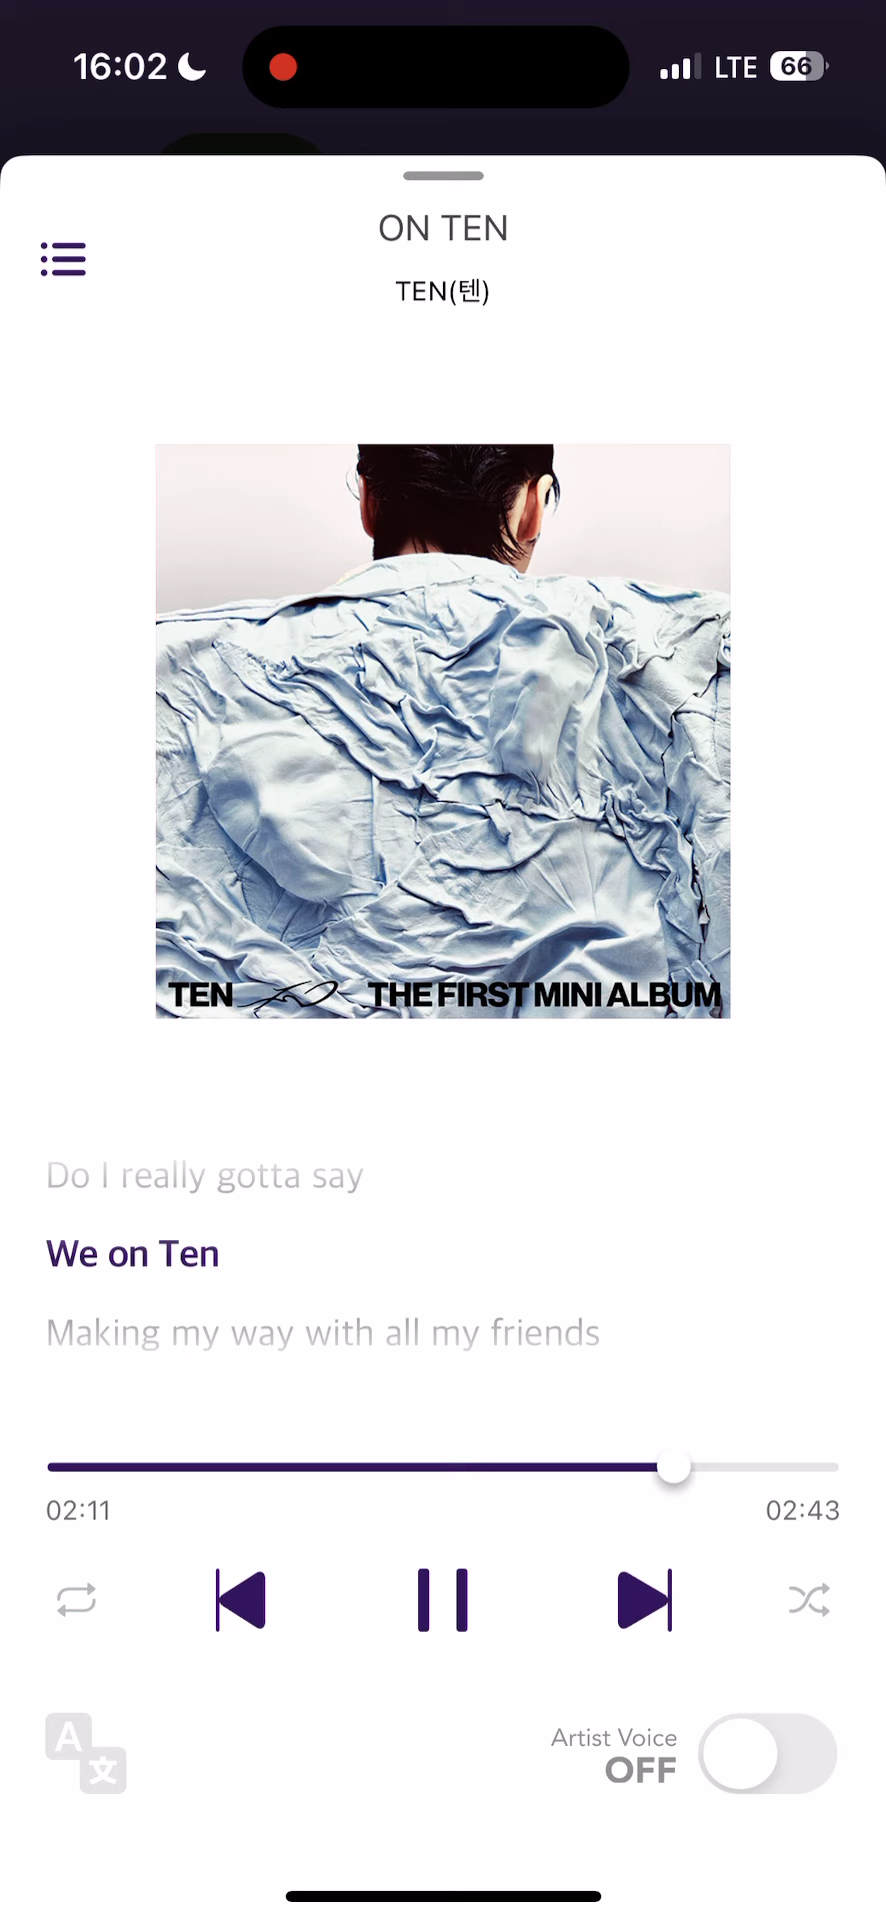 16:02
LTE
66
ON TEN
TEN(텐)
TEN THE FIRST MINI ALBUM
Do I really gotta say
We on Ten
Making my way with all my friends
02:11
02:43
A
文
Artist Voice
OFF